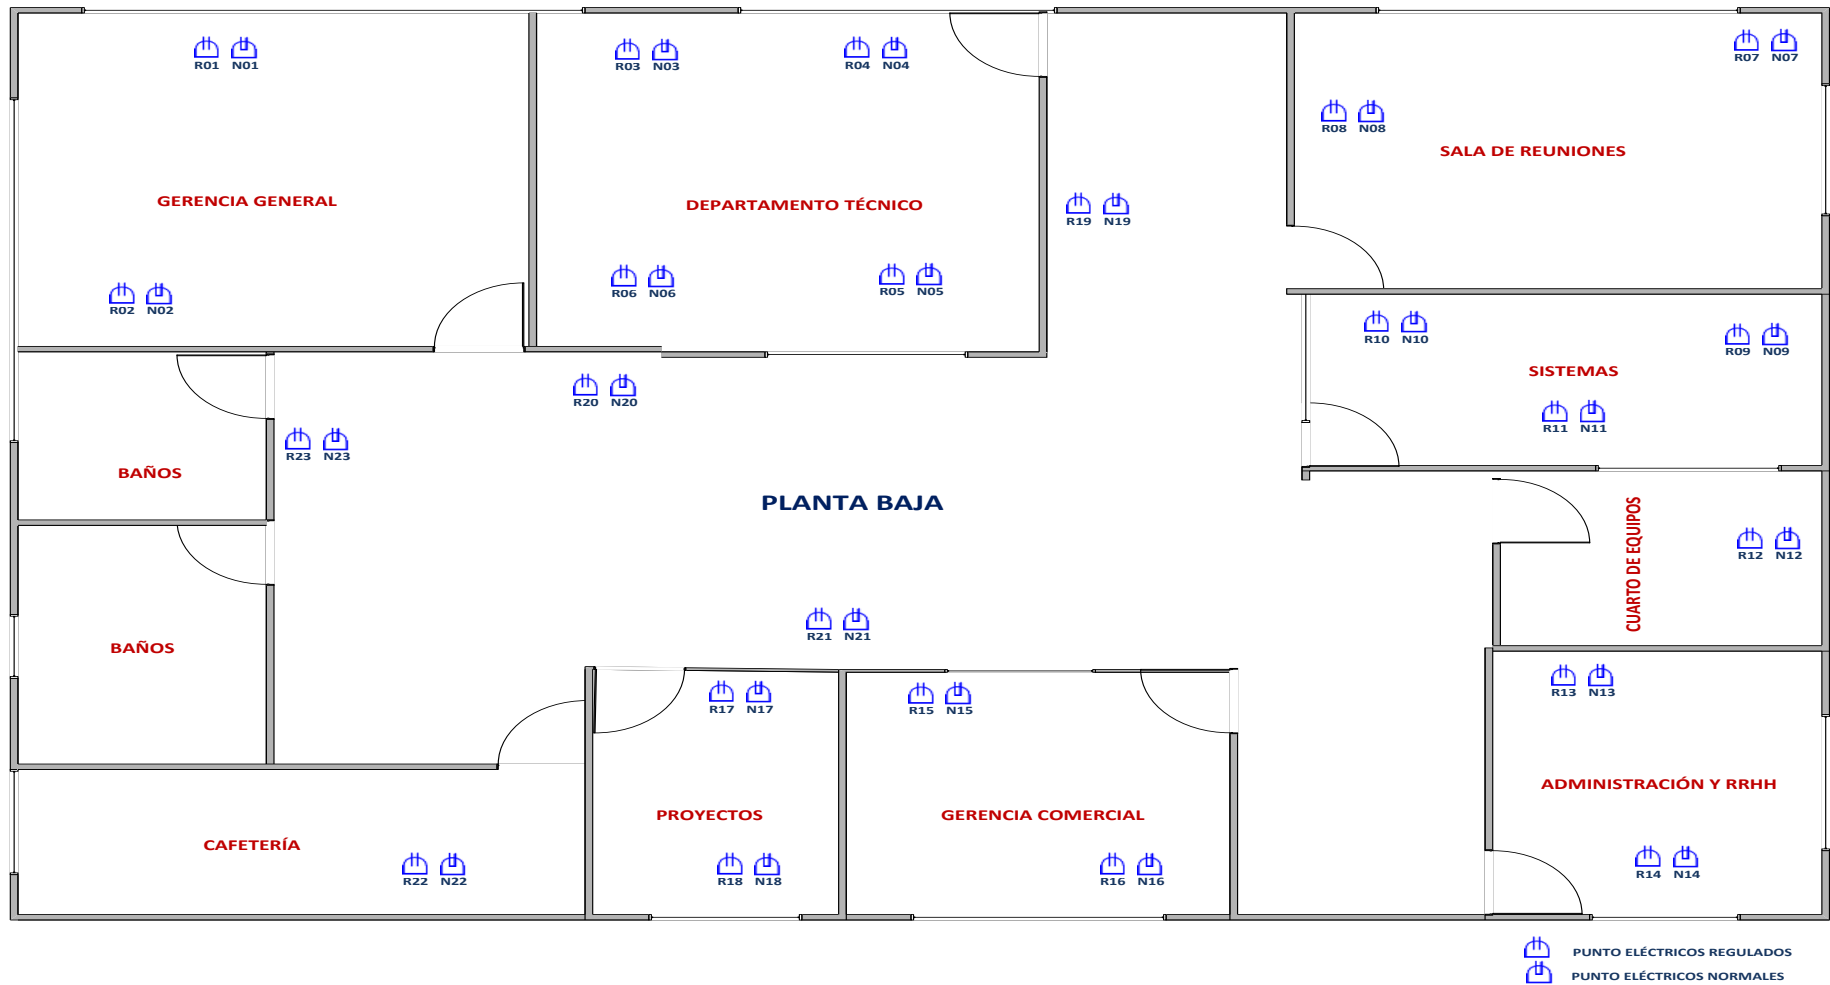 R01 N01
R03 N03
R04 N04
R07 N07
R08 N08
SALA DE REUNIONES
GERENCIA GENERAL
DEPARTAMENTO TÉCNICO
R19 N19
R02 N02
R06 N06
R05 N05
R10 N10
R09 N09
SISTEMAS
R20 N20
R11 N11
R23 N23
BAÑOS
PLANTA BAJA
CUARTO DE EQUIPOS
R12 N12
R21 N21
BAÑOS
R17 N17
R15 N15
R13 N13
ADMINISTRACIÓN Y RRHH
PROYECTOS
GERENCIA COMERCIAL
CAFETERÍA
R22 N22
R18 N18
R16 N16
R14 N14
PUNTO ELÉCTRICOS REGULADOS
PUNTO ELÉCTRICOS NORMALES